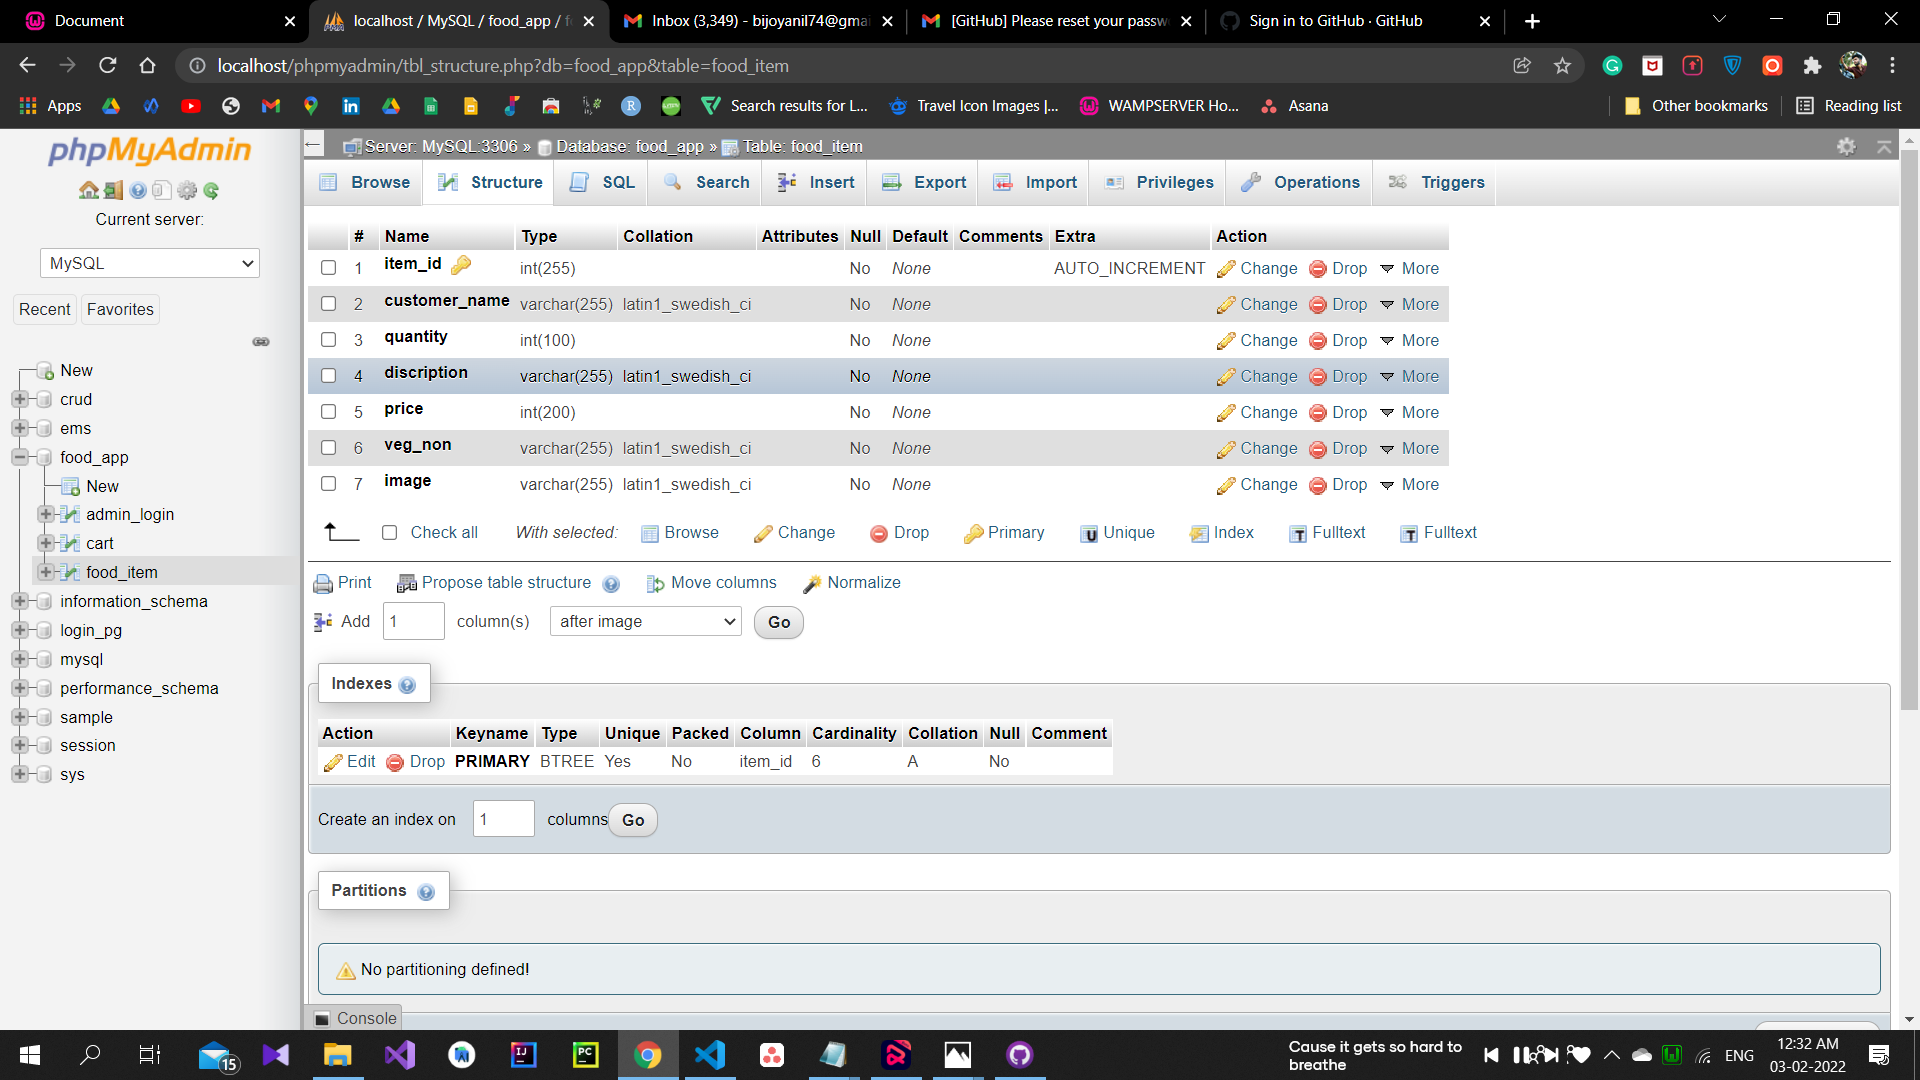 Document
localhost / MySQL / food_app / f
Inbox (3,349) - bijoyanil74@gmai
[GitHub] Please reset your passw
Sign in to GitHub · GitHub
localhost/phpmyadmin/tbl_structure.php?db=food_app&table=food_item
Apps
Search results for L...
Travel Icon Images |...
WAMPSERVER Ho...
Asana
Other bookmarks
Reading list
phpMyAdmin
Current server:
MySQL
Recent Favorites
New
crud
ems
food_app
New
admin_login
cart
food_item
information_schema
login_pg
mysql
performance_schema
sample
session
sys
Server: MySQL:3306 » Database: food_app » Table: food_item
Browse Structure SQL Search Insert Export Import Privileges Operations Triggers
# Name Type Collation Attributes Null Default Comments Extra Action
1 item_id int(255) No None AUTO_INCREMENT Change Drop More
2 customer_name varchar(255) latin1_swedish_ci No None Change Drop More
3 quantity int(100) No None Change Drop More
4 discription varchar(255) latin1_swedish_ci No None Change Drop More
5 price int(200) No None Change Drop More
6 veg_non varchar(255) latin1_swedish_ci No None Change Drop More
7 image varchar(255) latin1_swedish_ci No None Change Drop More
Check all With selected: Browse Change Drop Primary Unique Index Fulltext Fulltext
Print Propose table structure Move columns Normalize
Add 1 column(s) after image Go
Indexes
Action Keyname Type Unique Packed Column Cardinality Collation Null Comment
Edit Drop PRIMARY BTREE Yes No item_id 6 A No
Create an index on 1 columns Go
Partitions
No partitioning defined!
Console
15
Cause it gets so hard to
breathe
ENG
12:32 AM
03-02-2022